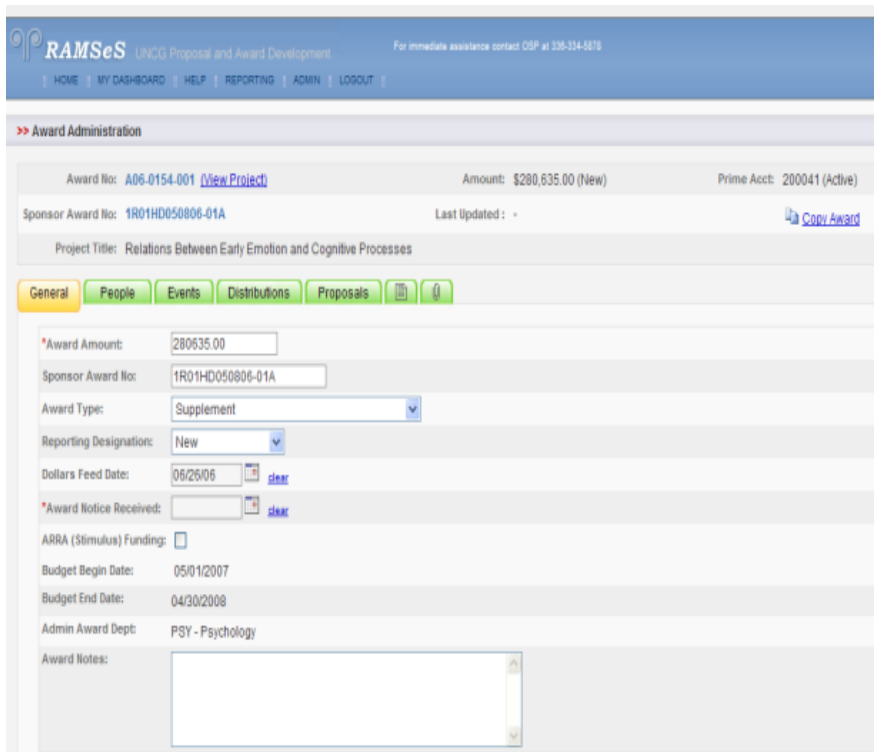 RAMSeS UNCG Proposal and Award Development For immediate assistance contact OSP at 336-334-5878
| HOME | MY DASHBOARD | HELP | REPORTING | ADMIN | LOGOUT |
>> Award Administration
Award No: A06-0154-001 (View Project) Amount: $280,635.00 (New) Prime Acct: 200041 (Active)
Sponsor Award No: 1R01HD050806-01A Last Updated : - Copy Award
Project Title: Relations Between Early Emotion and Cognitive Processes
General People Events Distributions Proposals
*Award Amount: 280635.00
Sponsor Award No: 1R01HD050806-01A
Award Type: Supplement
Reporting Designation: New
Dollars Feed Date: 06/26/06 clear
*Award Notice Received: clear
ARRA (Stimulus) Funding:
Budget Begin Date: 05/01/2007
Budget End Date: 04/30/2008
Admin Award Dept: PSY - Psychology
Award Notes: